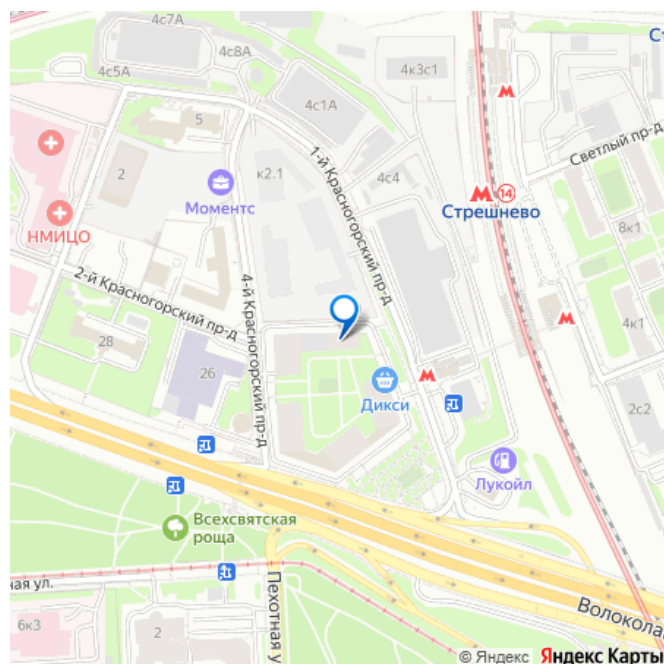 4с7А
4с8А
4с5А
4к3с1
Ст
5
4с1А
1-й Красногорский пр-д
Светлый пр-д
2
к2.1
4с4
14
Моментс
Стрешнево
8к1
НМИЦО
2-й Красногорский пр-д
4-й Красногорский пр-д
28
26
4к1
Дикси
2с2
Лукойл
Всехсвятская
роща
ная ул.
Пехотная у
Волокола
6к3
2
© Яндекс Яндекс Карты